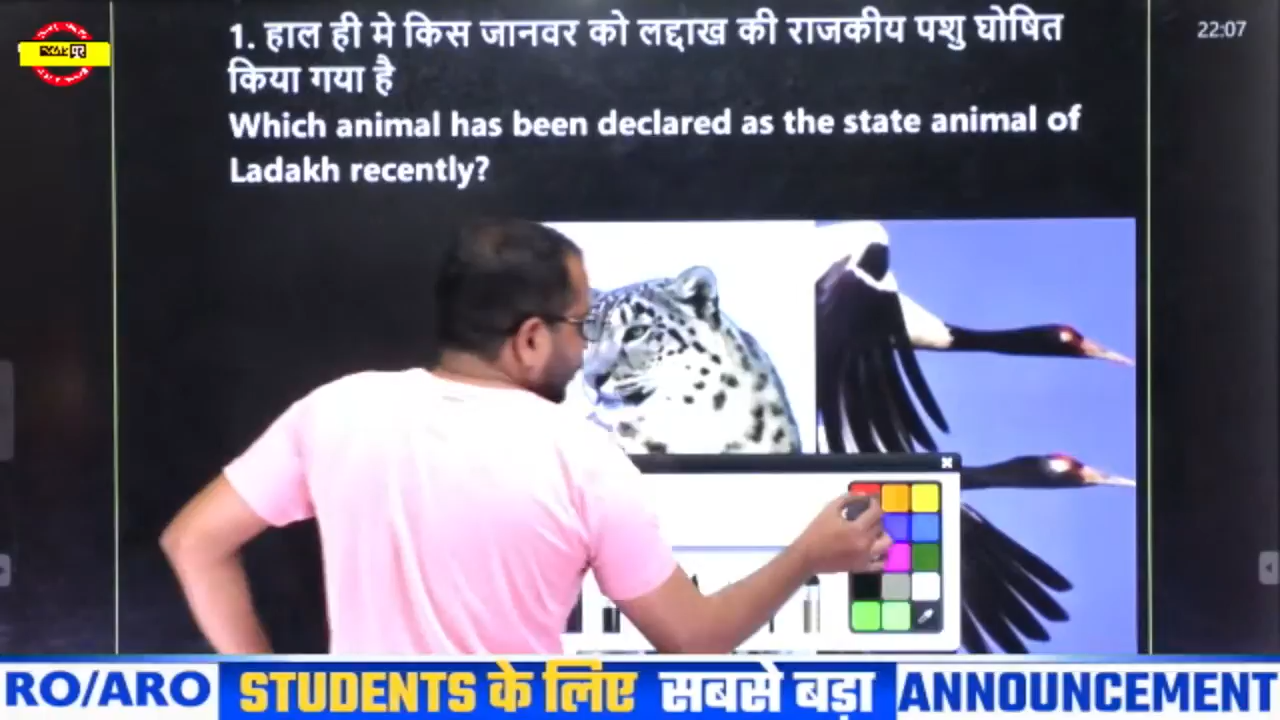 1. हाल ही मे किस जानवर को लद्दाख की राजकीय पशु घोषित
किया गया है
Which animal has been declared as the state animal of
Ladakh recently?
22:07
RO/ARO STUDENTS के लिए सबसे बड़ा ANNOUNCEMENT